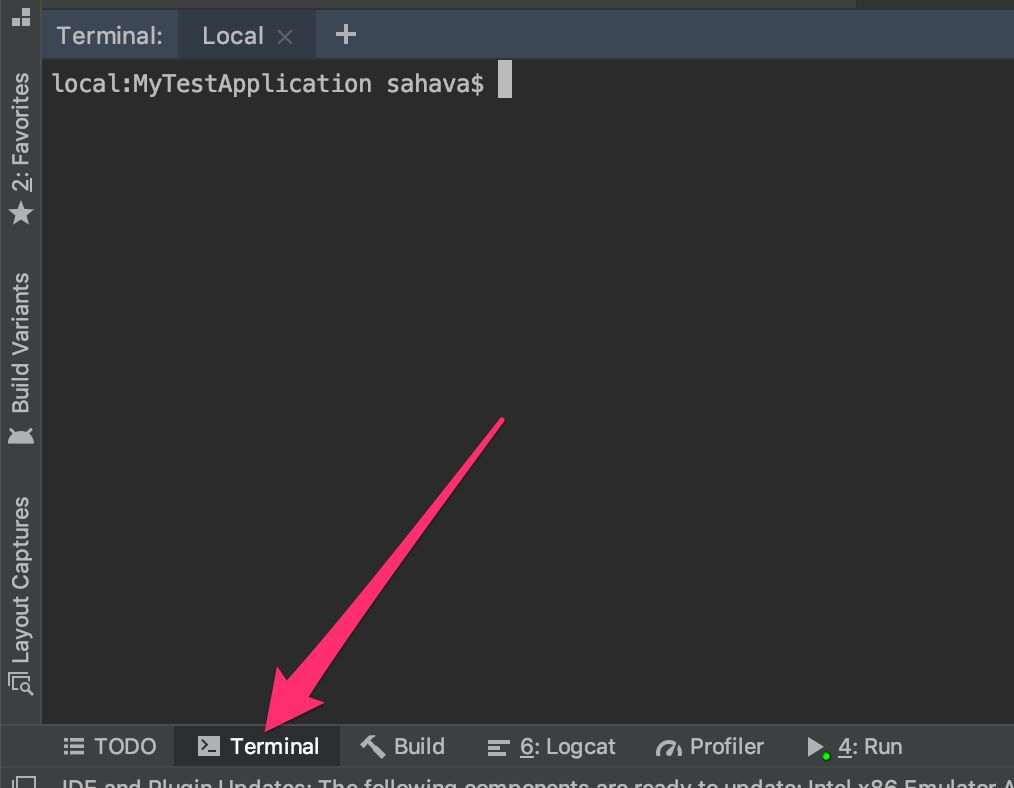 Terminal: Local
local:MyTestApplication sahava$
2: Favorites
Build Variants
Layout Captures
TODO Terminal Build 6: Logcat Profiler 4: Run
IDE and Plugin Updates: The following components are ready to update: Intel x86 Emulator A